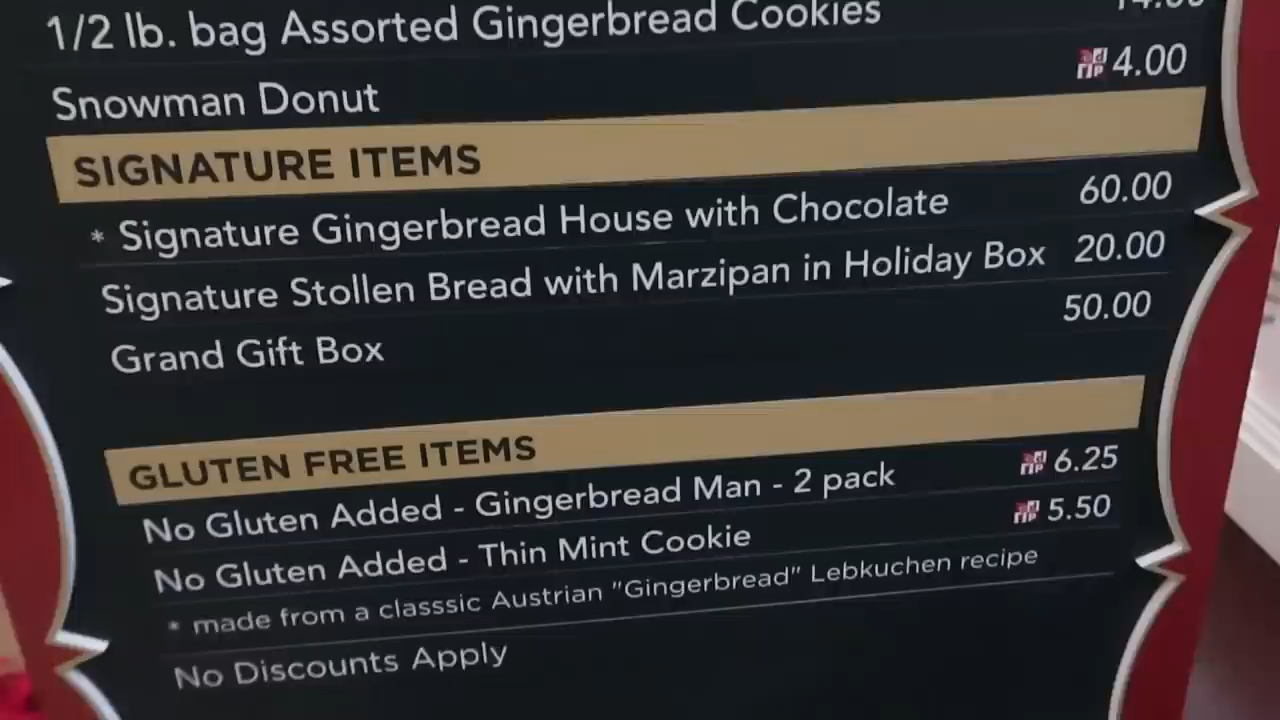 1/2 lb. bag Assorted Gingerbread Cookies
Snowman Donut 4.00
SIGNATURE ITEMS
* Signature Gingerbread House with Chocolate 60.00
Signature Stollen Bread with Marzipan in Holiday Box 20.00
Grand Gift Box 50.00
GLUTEN FREE ITEMS
No Gluten Added - Gingerbread Man - 2 pack 6.25
No Gluten Added - Thin Mint Cookie 5.50
* made from a classsic Austrian "Gingerbread" Lebkuchen recipe
No Discounts Apply